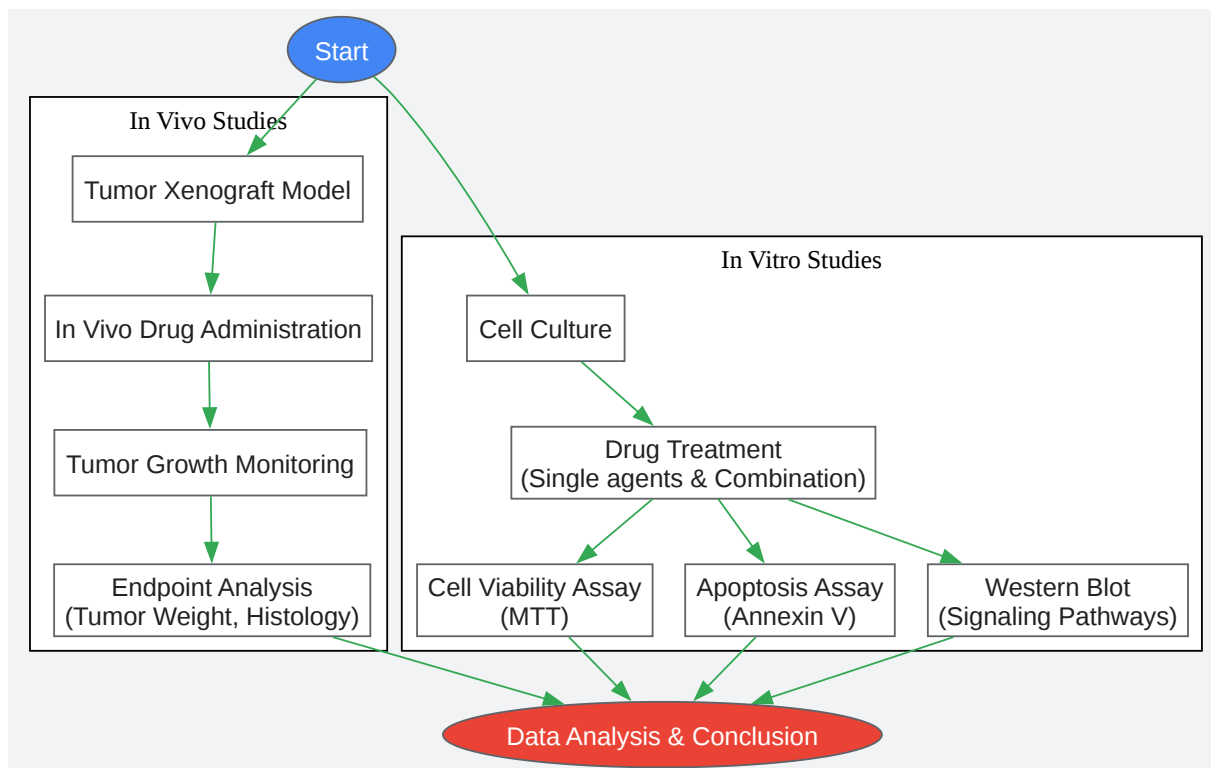 Start
In Vivo Studies
Tumor Xenograft Model
In Vivo Drug Administration
Tumor Growth Monitoring
Endpoint Analysis
(Tumor Weight, Histology)
In Vitro Studies
Cell Culture
Drug Treatment
(Single agents & Combination)
Cell Viability Assay
(MTT)
Apoptosis Assay
(Annexin V)
Western Blot
(Signaling Pathways)
Data Analysis & Conclusion